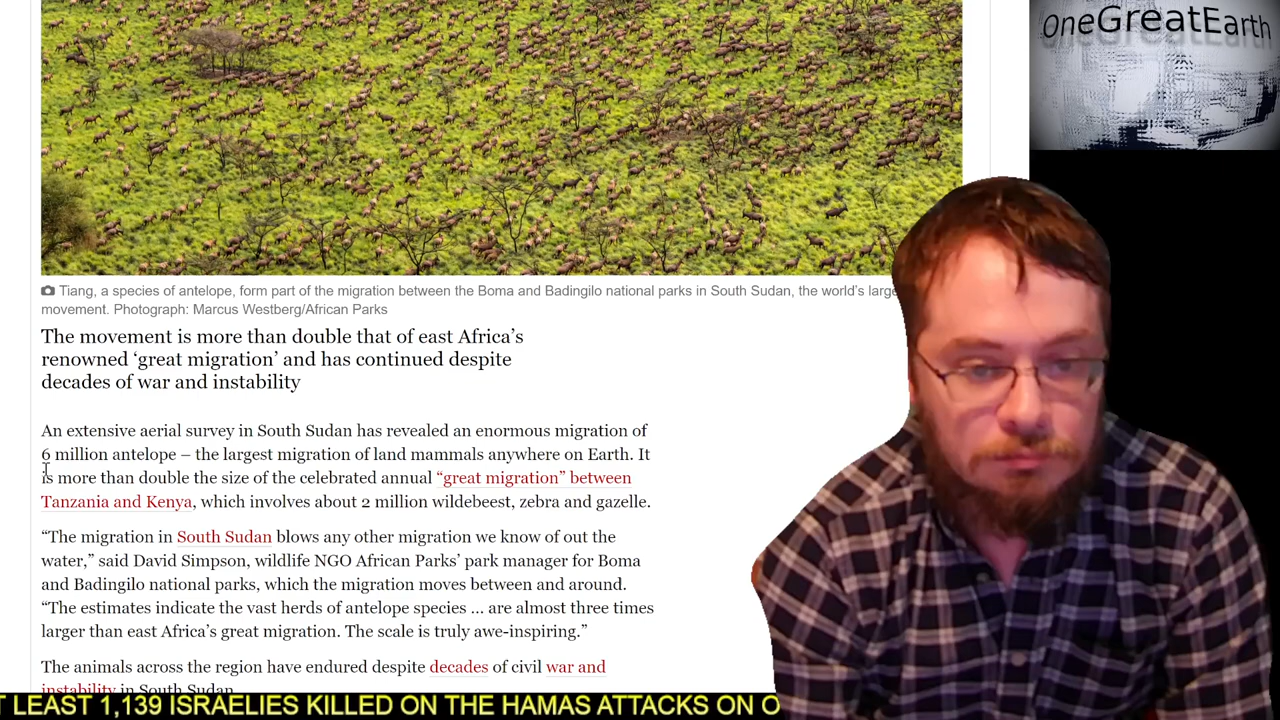 OneGreatEarth
Tiang, a species of antelope, form part of the migration between the Boma and Badingilo national parks in South Sudan, the world's large
movement. Photograph: Marcus Westberg/African Parks
The movement is more than double that of east Africa's
renowned ‘great migration’ and has continued despite
decades of war and instability
An extensive aerial survey in South Sudan has revealed an enormous migration of
6 million antelope – the largest migration of land mammals anywhere on Earth. It
is more than double the size of the celebrated annual “great migration” between
Tanzania and Kenya, which involves about 2 million wildebeest, zebra and gazelle.
“The migration in South Sudan blows any other migration we know of out the
water,” said David Simpson, wildlife NGO African Parks’ park manager for Boma
and Badingilo national parks, which the migration moves between and around.
“The estimates indicate the vast herds of antelope species ... are almost three times
larger than east Africa’s great migration. The scale is truly awe-inspiring.”
The animals across the region have endured despite decades of civil war and
instability in South Sudan
T LEAST 1,139 ISRAELIES KILLED ON THE HAMAS ATTACKS ON O